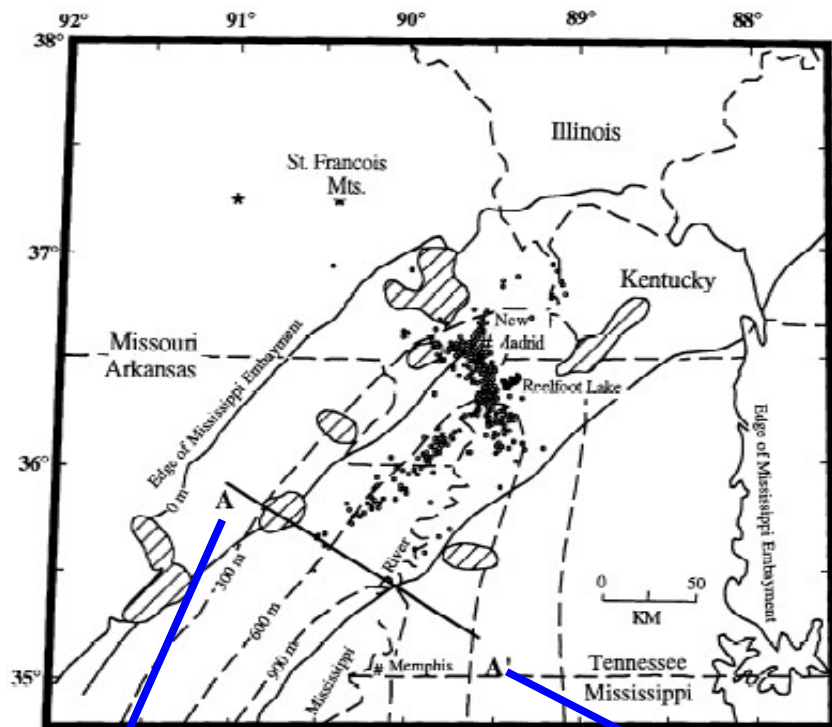 92° 91° 90° 89° 88°
38°
Illinois
St. Francois
Mts.
37°
Kentucky
New
Madrid
Missouri
Arkansas
Reelfoot Lake
Edge of Mississippi Embayment
Edge of Mississippi Embayment
36°
0 m
A
300 m
600 m
900 m
River
Mississippi
0 50
KM
35°
# Memphis
A'
Tennessee
Mississippi